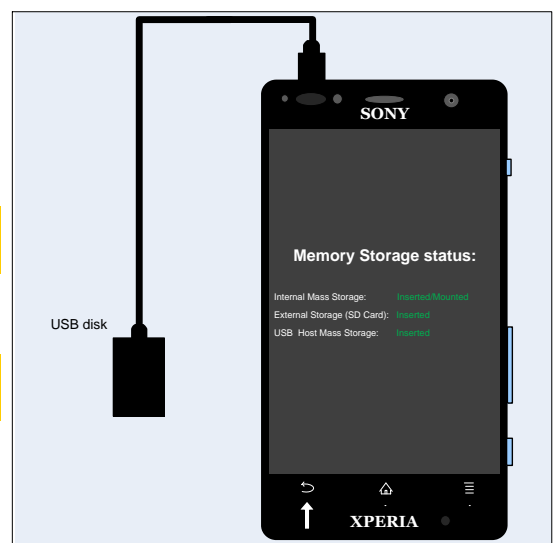 SONY
Memory Storage status:
Internal Mass Storage: Inserted/Mounted
External Storage (SD Card): Inserted
USB Host Mass Storage: Inserted
USB disk
XPERIA